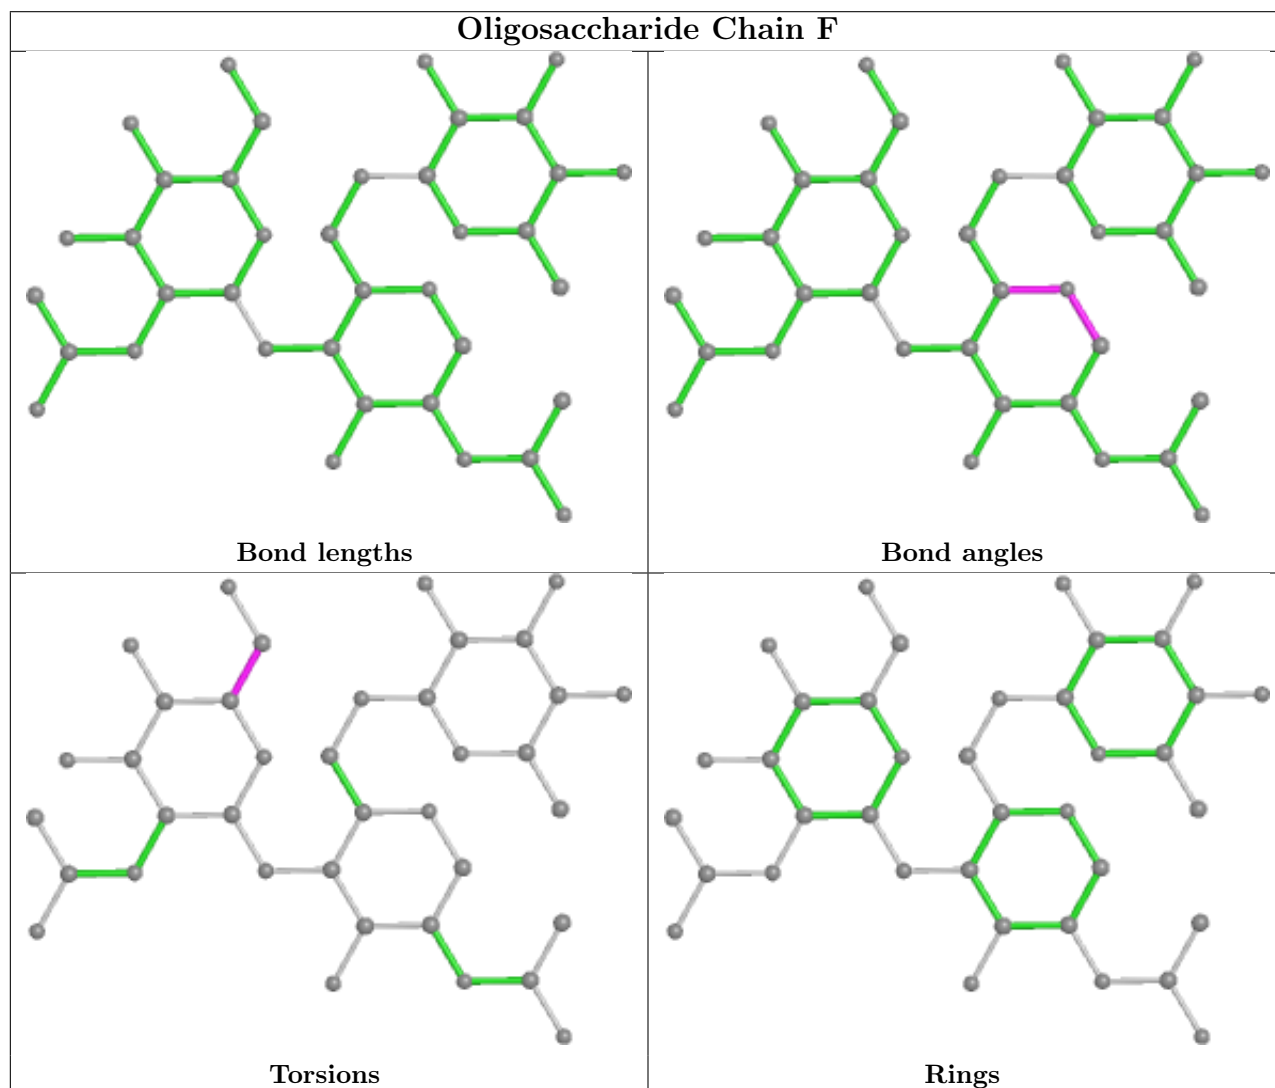 Oligosaccharide Chain F
Bond lengths
Bond angles
Torsions
Rings